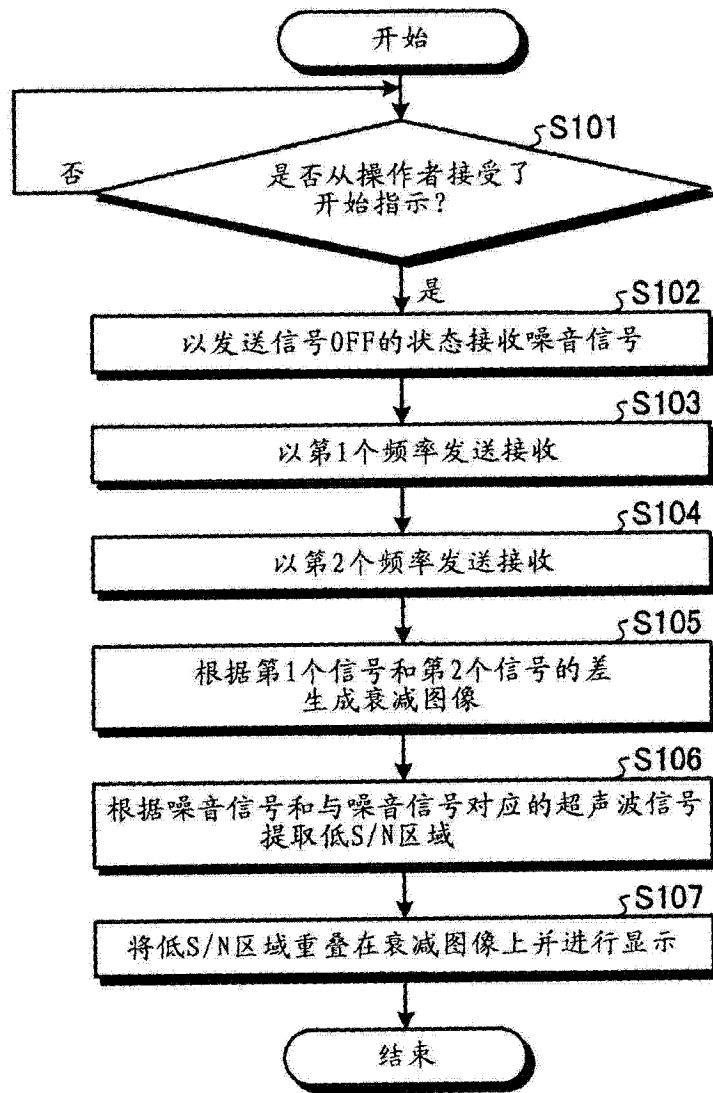 开始
S101
是否从操作者接受了
开始指示?
否
是
S102
以发送信号OFF的状态接收噪音信号
S103
以第1个频率发送接收
S104
以第2个频率发送接收
S105
根据第1个信号和第2个信号的差
生成衰减图像
S106
根据噪音信号和与噪音信号对应的超声波信号
提取低S/N区域
S107
将低S/N区域重叠在衰减图像上并进行显示
结束